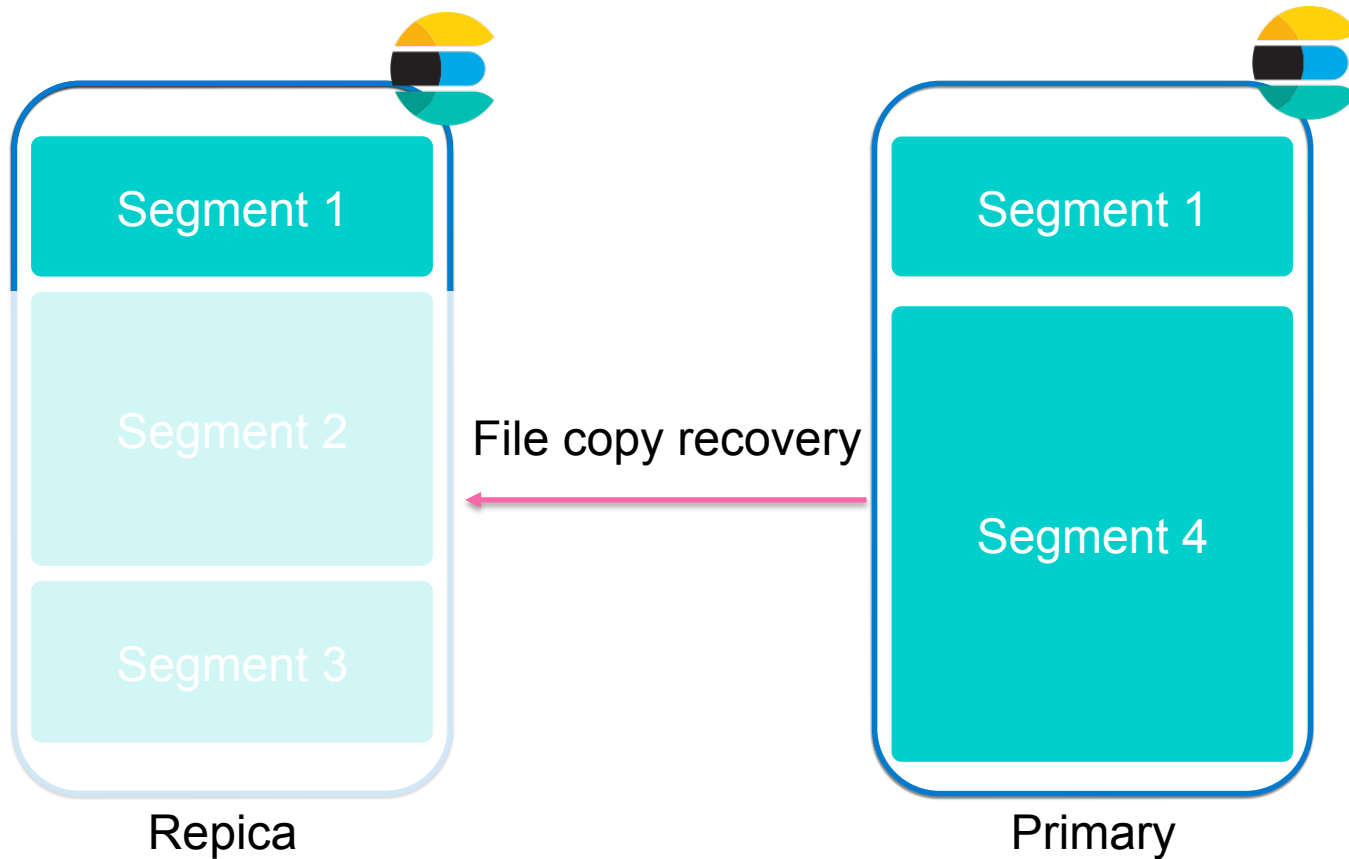 Segment 1
Segment 2
Segment 3
Repica
File copy recovery
Segment 1
Segment 4
Primary